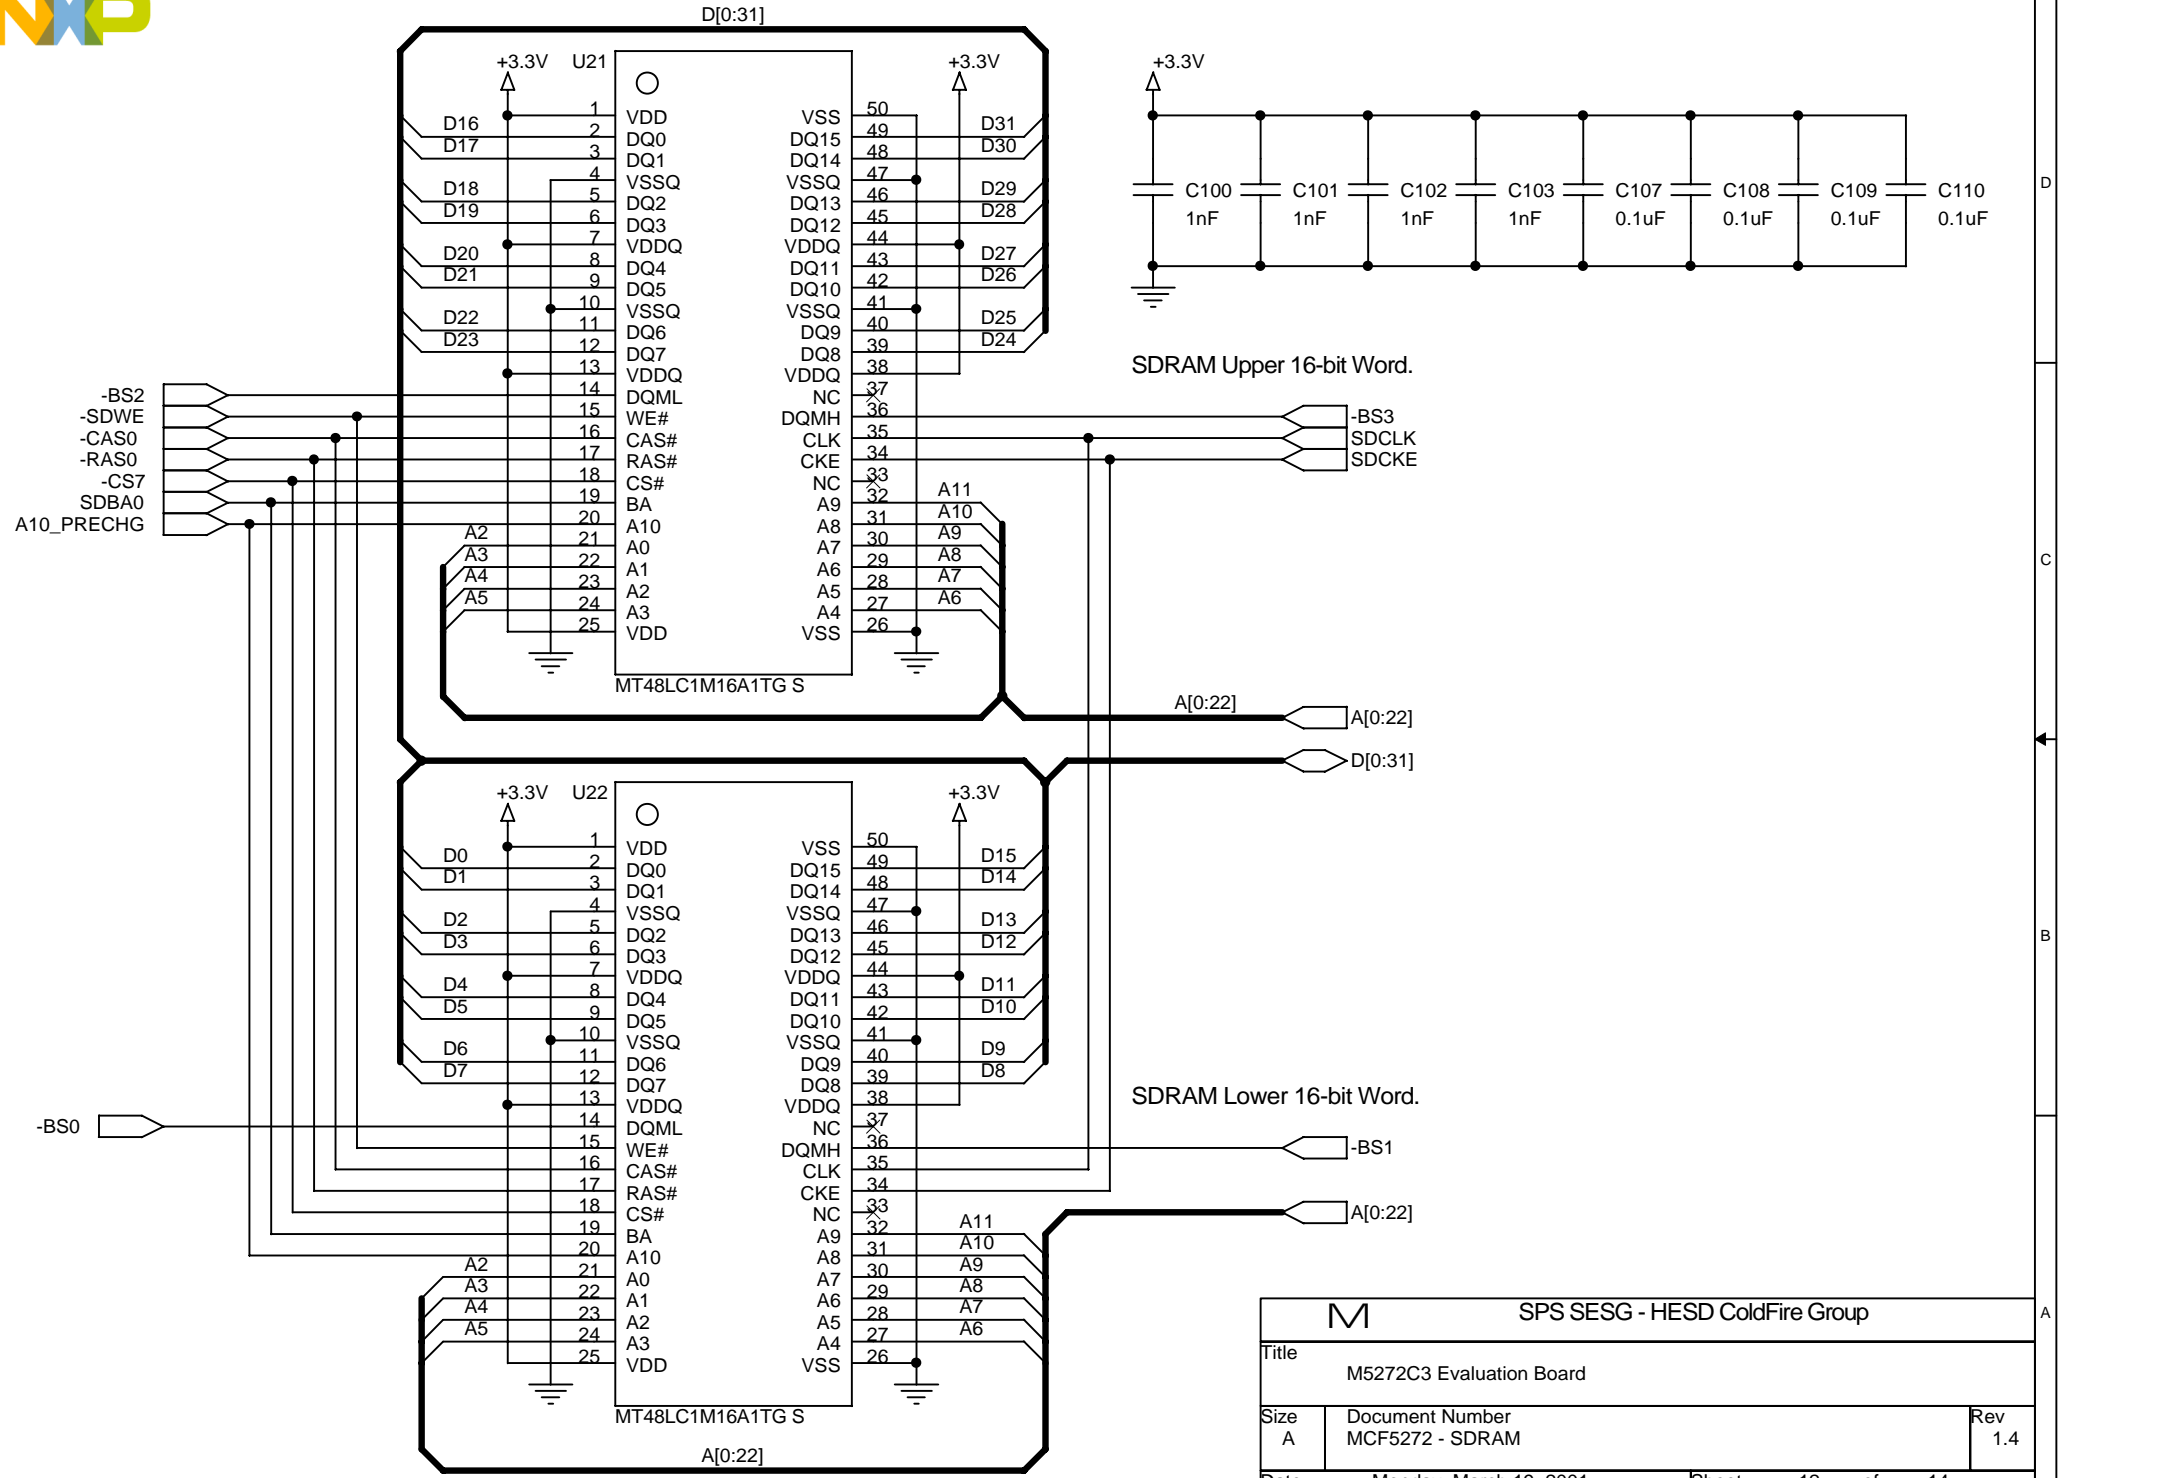 NXP
D[0:31]
+3.3V U21 +3.3V +3.3V
1 VDD VSS 50
D16 2 DQ0 DQ15 49 D31
D17 3 DQ1 DQ14 48 D30
4 VSSQ VSSQ 47
D18 5 DQ2 DQ13 46 D29
D19 6 DQ3 DQ12 45 D28
7 VDDQ VDDQ 44
D20 8 DQ4 DQ11 43 D27
D21 9 DQ5 DQ10 42 D26
10 VSSQ VSSQ 41
D22 11 DQ6 DQ9 40 D25
D23 12 DQ7 DQ8 39 D24
13 VDDQ VDDQ 38
-BS2 14 DQML NC 37
-SDWE 15 WE# DQMH 36 -BS3
-CAS0 16 CAS# CLK 35 SDCLK
-RAS0 17 RAS# CKE 34 SDCKE
-CS7 18 CS# NC 33
SDBA0 19 BA A9 32 A11
A10_PRECHG 20 A10 A8 31 A10
A2 21 A0 A7 30 A9
A3 22 A1 A6 29 A8
A4 23 A2 A5 28 A7
A5 24 A3 A4 27 A6
25 VDD VSS 26
MT48LC1M16A1TG S
C100 C101 C102 C103 C107 C108 C109 C110
1nF 1nF 1nF 1nF 0.1uF 0.1uF 0.1uF 0.1uF
SDRAM Upper 16-bit Word.
A[0:22] A[0:22]
D[0:31]
+3.3V U22 +3.3V
1 VDD VSS 50
D0 2 DQ0 DQ15 49 D15
D1 3 DQ1 DQ14 48 D14
4 VSSQ VSSQ 47
D2 5 DQ2 DQ13 46 D13
D3 6 DQ3 DQ12 45 D12
7 VDDQ VDDQ 44
D4 8 DQ4 DQ11 43 D11
D5 9 DQ5 DQ10 42 D10
10 VSSQ VSSQ 41
D6 11 DQ6 DQ9 40 D9
D7 12 DQ7 DQ8 39 D8
13 VDDQ VDDQ 38
-BS0 14 DQML NC 37
15 WE# DQMH 36 -BS1
16 CAS# CLK 35
17 RAS# CKE 34
18 CS# NC 33
19 BA A9 32 A11
20 A10 A8 31 A10
A2 21 A0 A7 30 A9
A3 22 A1 A6 29 A8
A4 23 A2 A5 28 A7
A5 24 A3 A4 27 A6
25 VDD VSS 26
MT48LC1M16A1TG S
A[0:22]
SDRAM Lower 16-bit Word.
A[0:22]
D
C
B
A
M SPS SESG - HESD ColdFire Group
Title
M5272C3 Evaluation Board
Size Document Number Rev
A MCF5272 - SDRAM 1.4